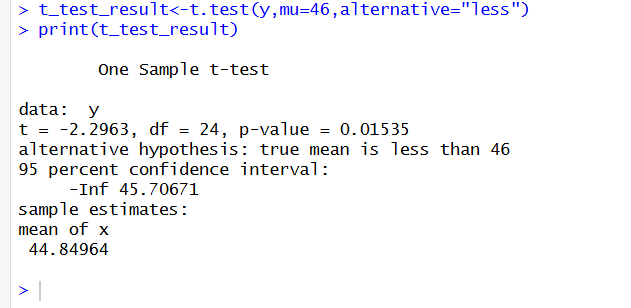 > t_test_result<-t.test(y,mu=46,alternative="less")
> print(t_test_result)
One Sample t-test
data:  y
t = -2.2963, df = 24, p-value = 0.01535
alternative hypothesis: true mean is less than 46
95 percent confidence interval:
-Inf 45.70671
sample estimates:
mean of x
44.84964
>